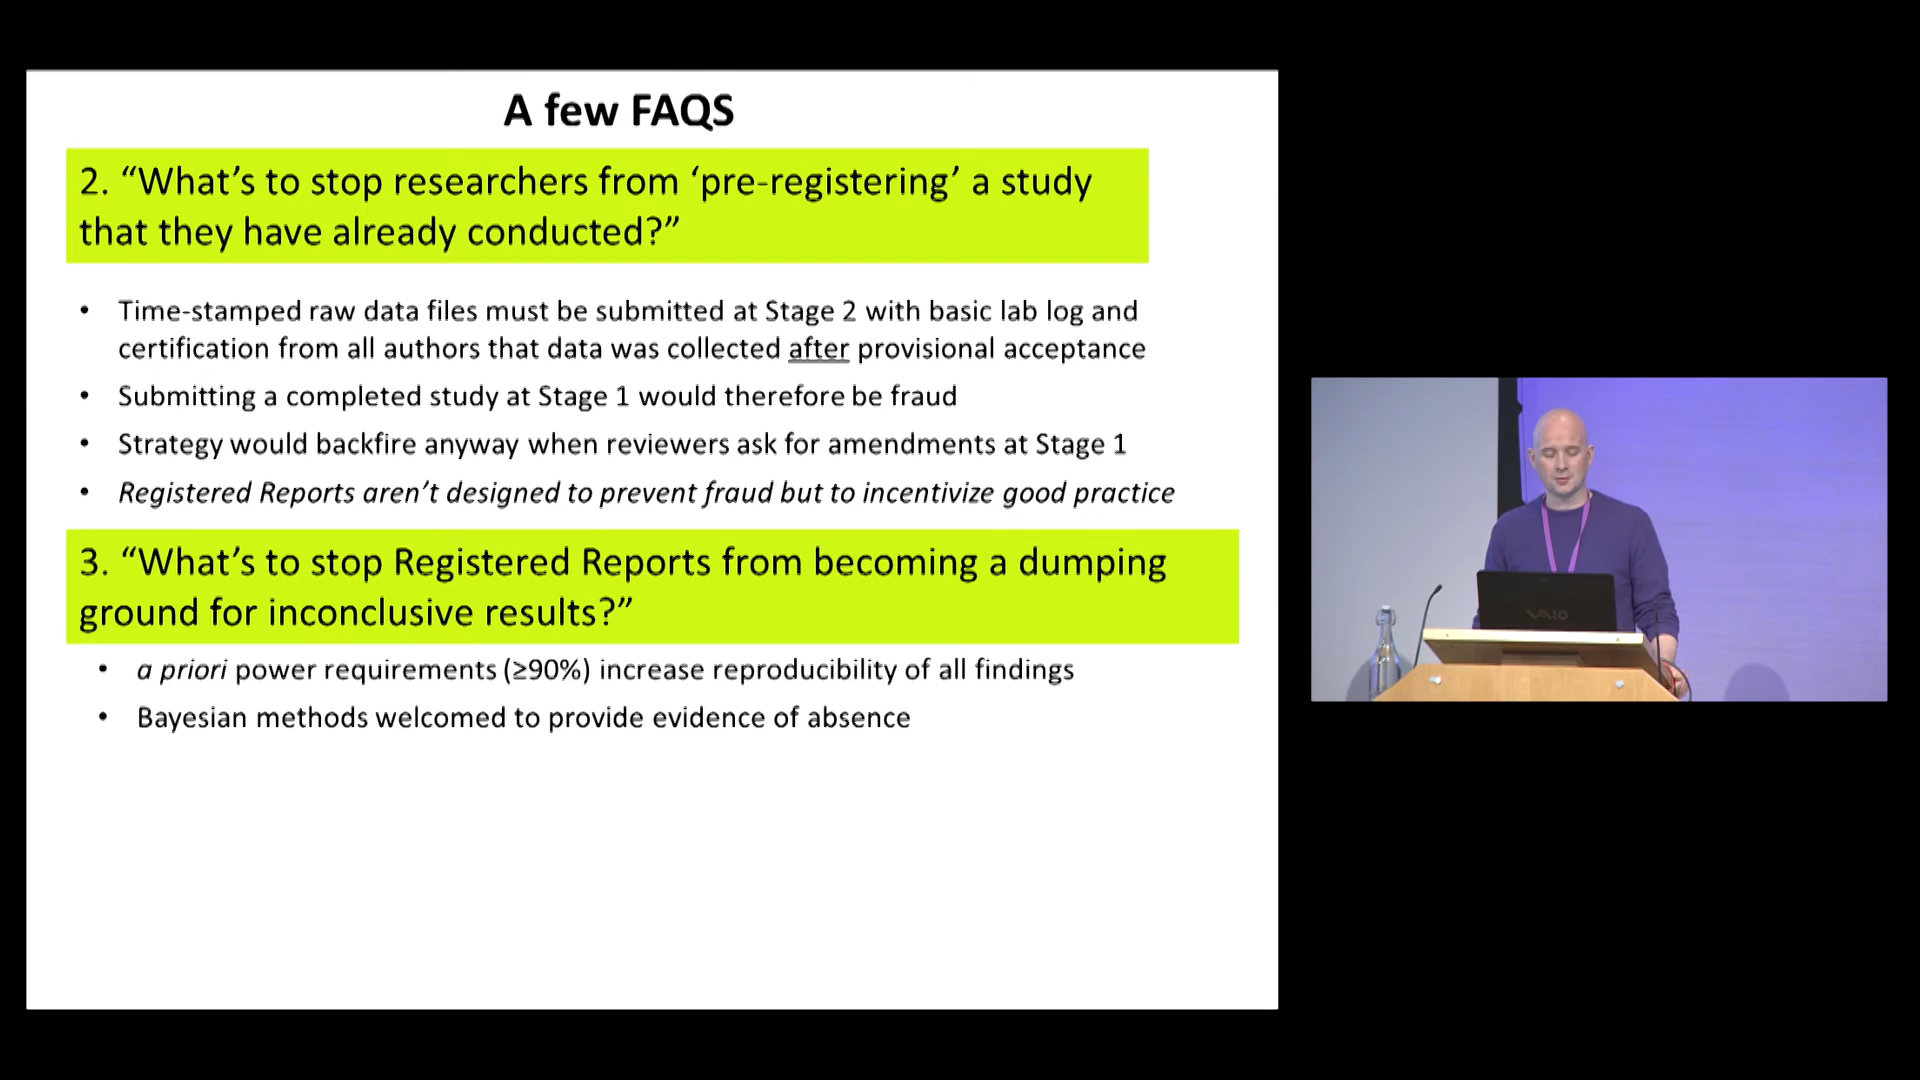 A few FAQS
2. “What’s to stop researchers from ‘pre-registering’ a study
that they have already conducted?”
• Time-stamped raw data files must be submitted at Stage 2 with basic lab log and
certification from all authors that data was collected after provisional acceptance
• Submitting a completed study at Stage 1 would therefore be fraud
• Strategy would backfire anyway when reviewers ask for amendments at Stage 1
• Registered Reports aren’t designed to prevent fraud but to incentivize good practice
3. “What’s to stop Registered Reports from becoming a dumping
ground for inconclusive results?”
• a priori power requirements (≥90%) increase reproducibility of all findings
• Bayesian methods welcomed to provide evidence of absence
VAIO